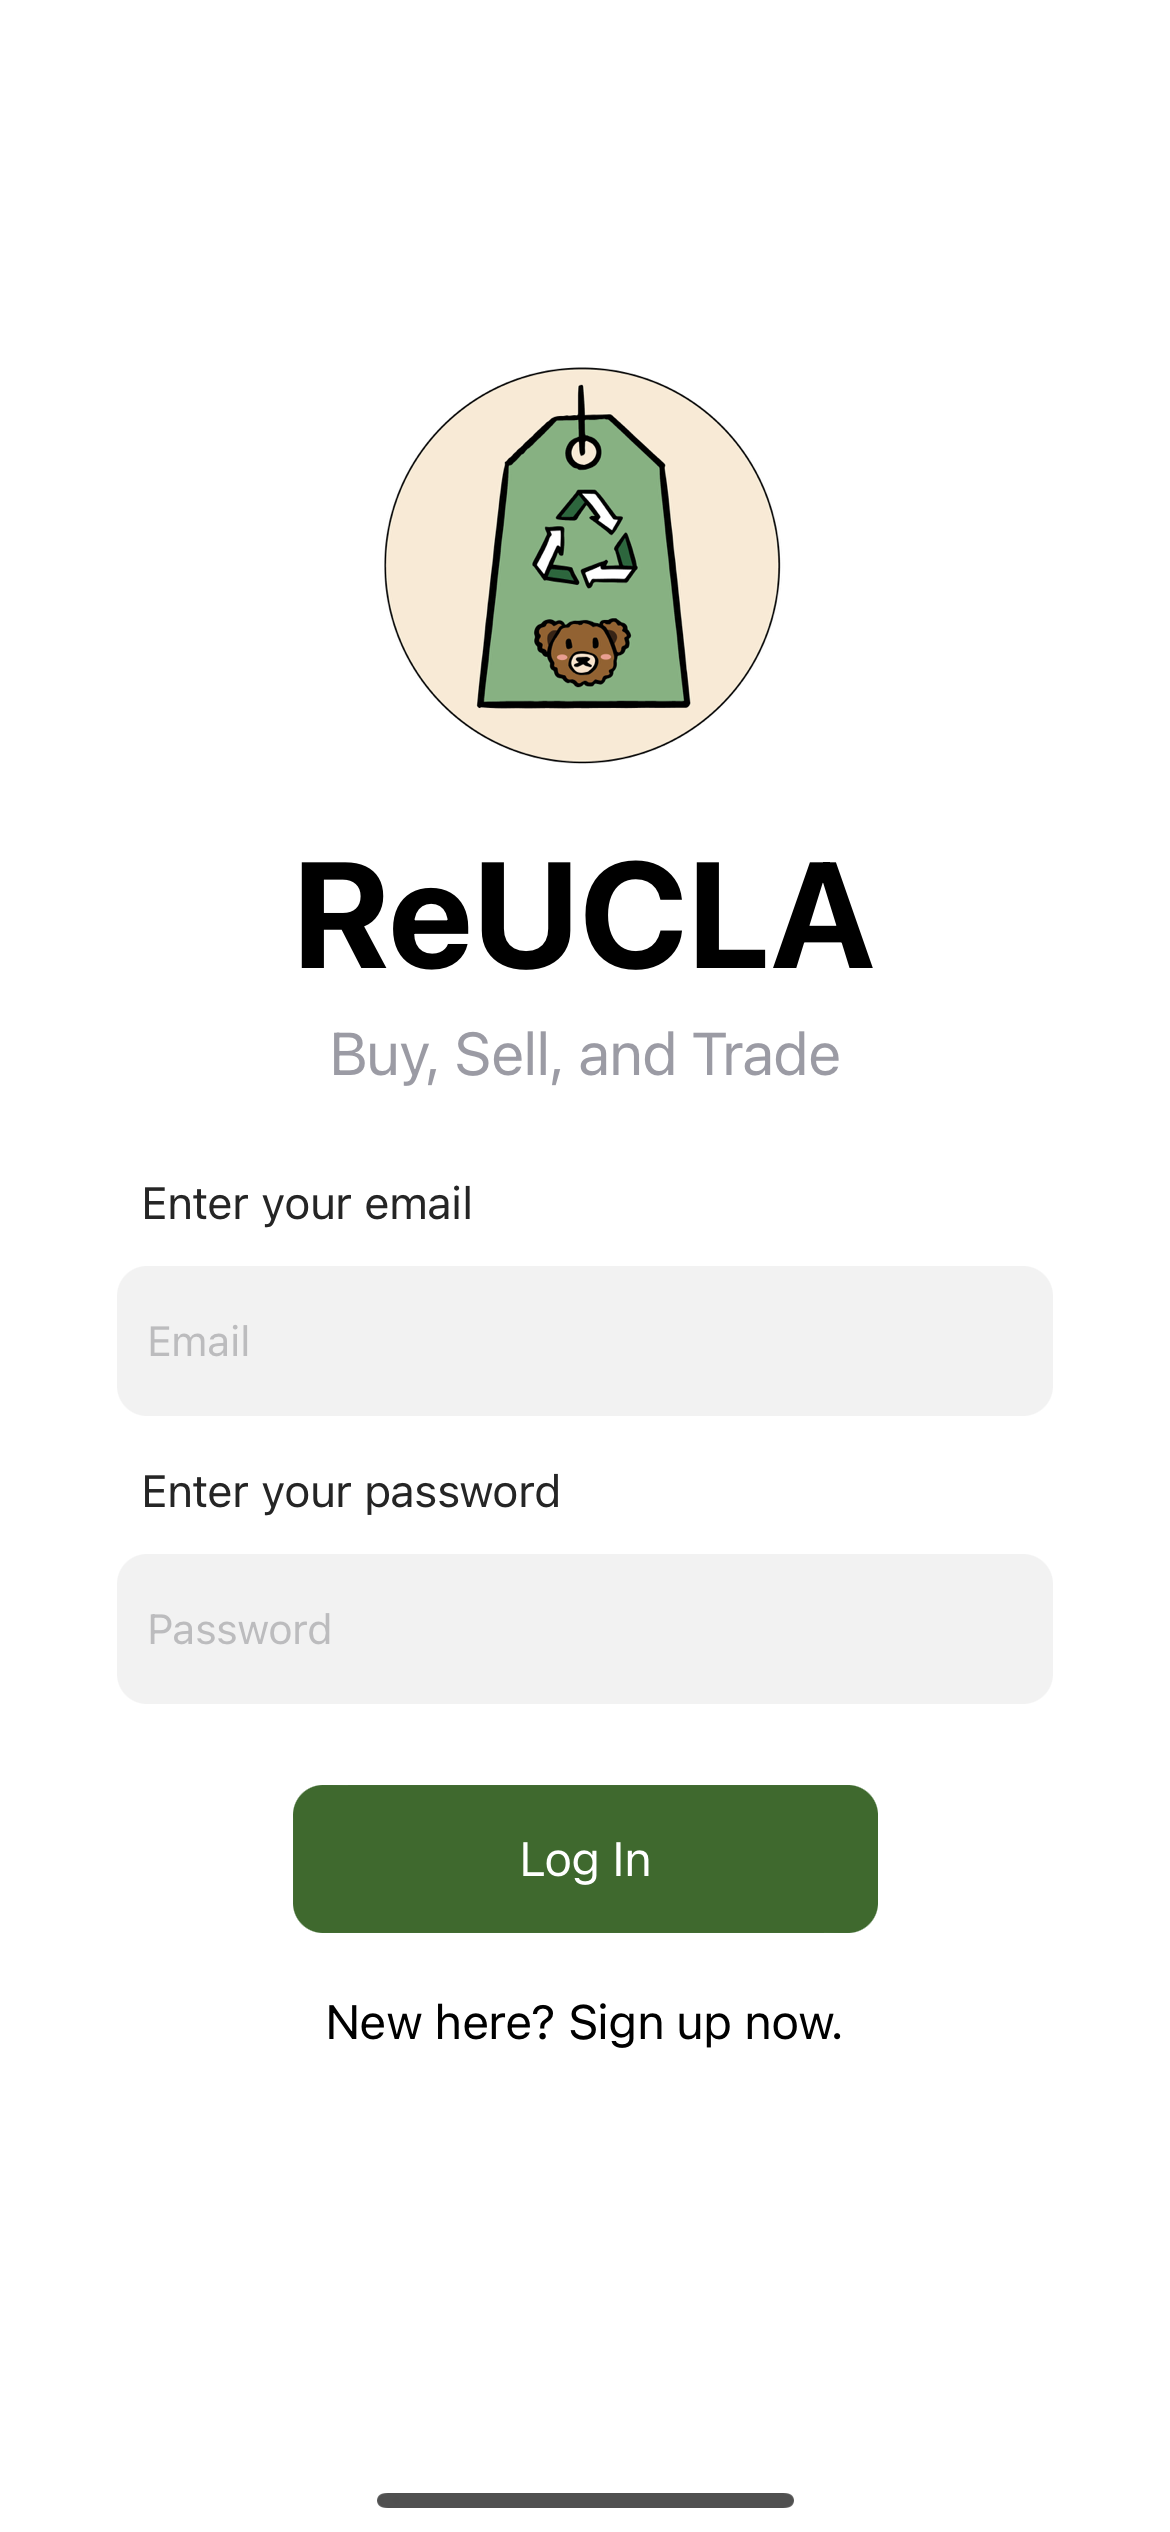 ReUCLA
Buy, Sell, and Trade
Enter your email
Email
Enter your password
Password
Log In
New here? Sign up now.